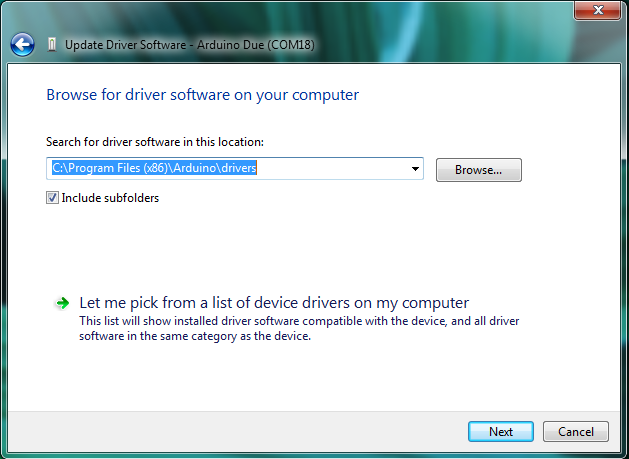 Update Driver Software - Arduino Due (COM18)
Browse for driver software on your computer
Search for driver software in this location:
C:\Program Files (x86)\Arduino\drivers
Browse...
Include subfolders
Let me pick from a list of device drivers on my computer
This list will show installed driver software compatible with the device, and all driver
software in the same category as the device.
Next
Cancel